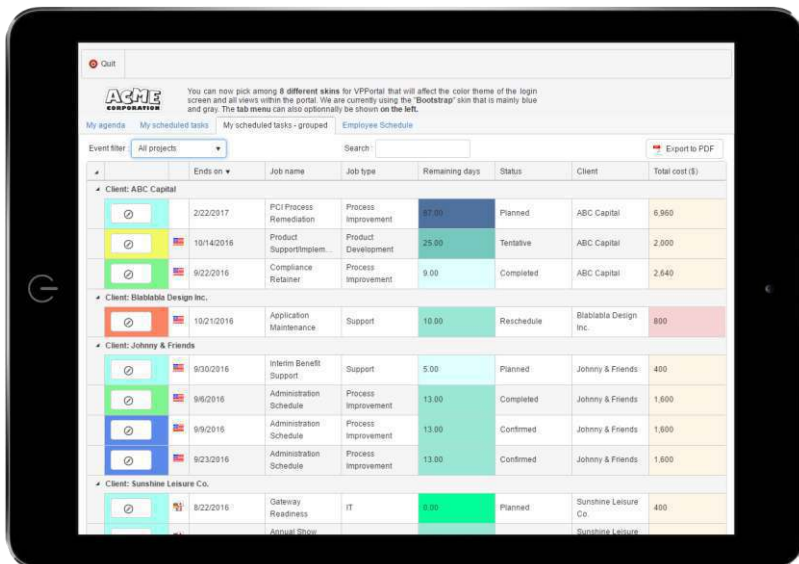 Quit
ACME
CORPORATION
You can now pick among 8 different skins for VPPortal that will affect the color theme of the login
screen and all views within the portal. We are currently using the "Bootstrap" skin that is mainly blue
and gray. The tab menu can also optionnally be shown on the left.
My agenda My scheduled tasks My scheduled tasks - grouped Employee Schedule
Event filter : All projects Search : Export to PDF
Ends on Job name Job type Remaining days Status Client Total cost ($)
Client: ABC Capital
2/22/2017 PCI Process Remediation Process Improvement 87.00 Planned ABC Capital 6,960
10/14/2016 Product Support/Implem... Product Development 25.00 Tentative ABC Capital 2,000
9/22/2016 Compliance Retainer Process Improvement 9.00 Completed ABC Capital 2,640
Client: Blablabla Design Inc.
10/21/2016 Application Maintenance Support 10.00 Reschedule Blablabla Design Inc. 800
Client: Johnny & Friends
9/30/2016 Interim Benefit Support Support 5.00 Planned Johnny & Friends 400
9/6/2016 Administration Schedule Process Improvement 13.00 Completed Johnny & Friends 1,600
9/9/2016 Administration Schedule Process Improvement 13.00 Confirmed Johnny & Friends 1,600
9/23/2016 Administration Schedule Process Improvement 13.00 Confirmed Johnny & Friends 1,600
Client: Sunshine Leisure Co.
8/22/2016 Gateway Readiness IT 0.00 Planned Sunshine Leisure Co. 400
Annual Show Sunshine Leisure